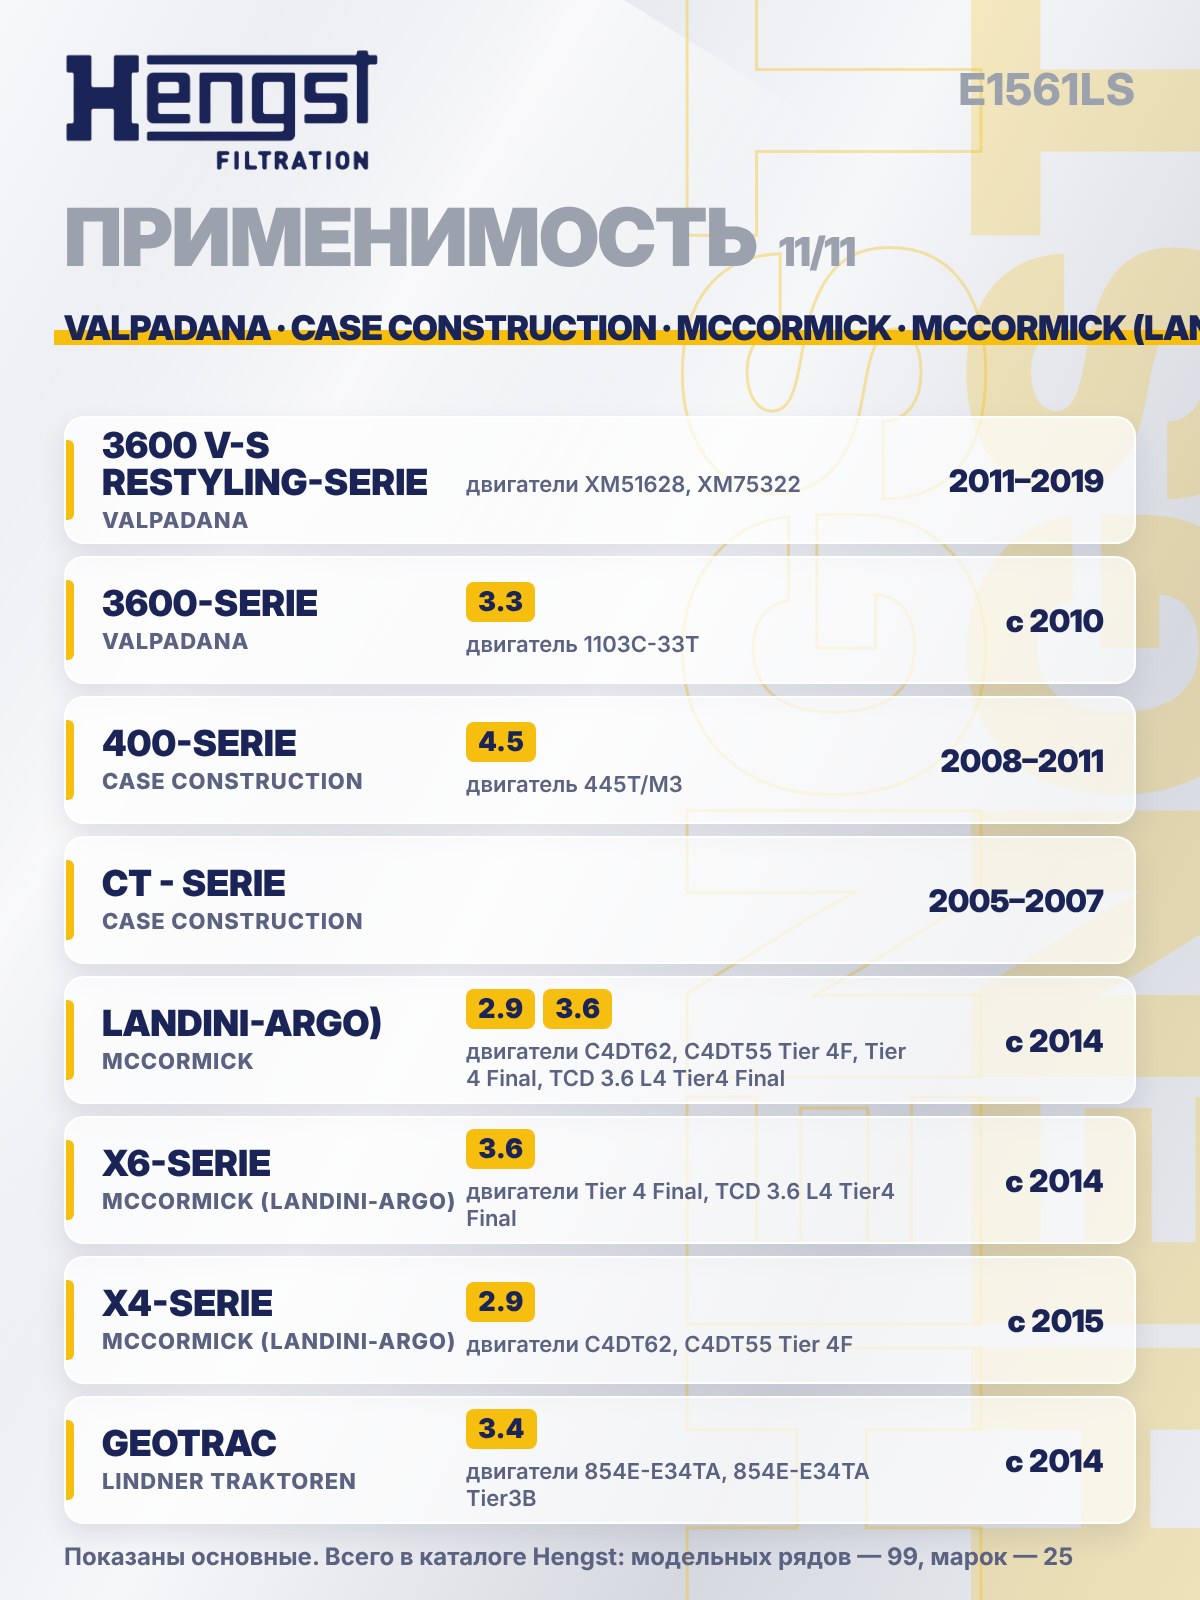 Hengst
FILTRATION
E1561LS
ПРИМЕНИМОСТЬ 11/11
VALPADANA · CASE CONSTRUCTION · MCCORMICK · MCCORMICK (LAN
3600 V-S
RESTYLING-SERIE
VALPADANA
двигатели XM51628, XM75322
2011–2019
3600-SERIE
VALPADANA
3.3
двигатель 1103C-33T
с 2010
400-SERIE
CASE CONSTRUCTION
4.5
двигатель 445T/M3
2008–2011
CT - SERIE
CASE CONSTRUCTION
2005–2007
LANDINI-ARGO)
MCCORMICK
2.9 3.6
двигатели C4DT62, C4DT55 Tier 4F, Tier
4 Final, TCD 3.6 L4 Tier4 Final
с 2014
X6-SERIE
MCCORMICK (LANDINI-ARGO)
3.6
двигатели Tier 4 Final, TCD 3.6 L4 Tier4
Final
с 2014
X4-SERIE
MCCORMICK (LANDINI-ARGO)
2.9
двигатели C4DT62, C4DT55 Tier 4F
с 2015
GEOTRAC
LINDNER TRAKTOREN
3.4
двигатели 854E-E34TA, 854E-E34TA
Tier3B
с 2014
Показаны основные. Всего в каталоге Hengst: модельных рядов — 99, марок — 25
HENGST